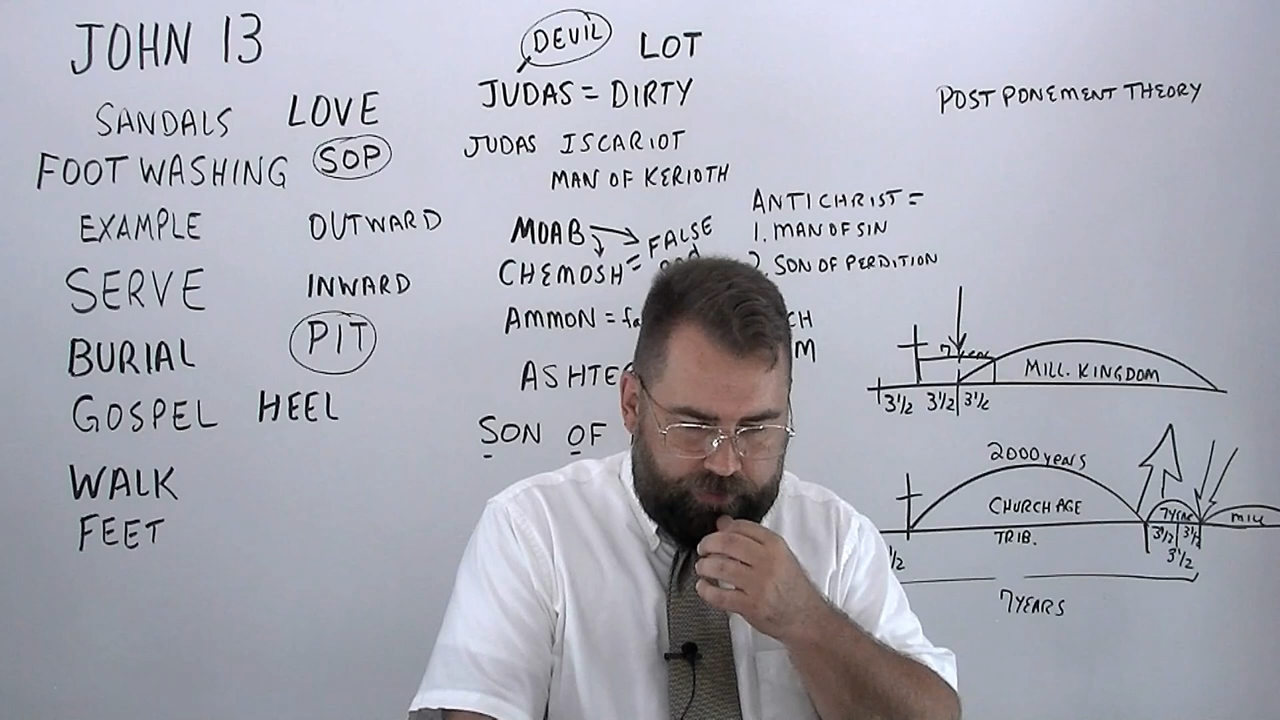 JOHN 13
SANDALS LOVE
FOOT WASHING SOP
EXAMPLE OUTWARD
SERVE INWARD
BURIAL PIT
GOSPEL HEEL
WALK
FEET
DEVIL LOT
JUDAS = DIRTY
JUDAS ISCARIOT
MAN OF KERIOTH
MOAB FALSE
CHEMOSH =
AMMON =
SON OF
ANTICHRIST =
1. MAN OF SIN
2. SON OF PERDITION
POSTPONEMENT THEORY
MILL. KINGDOM
3½ 3½ 3½
2000 years
CHURCH AGE
TRIB.
7 YEAR
3½ 3½
3½
MILL
7 YEARS